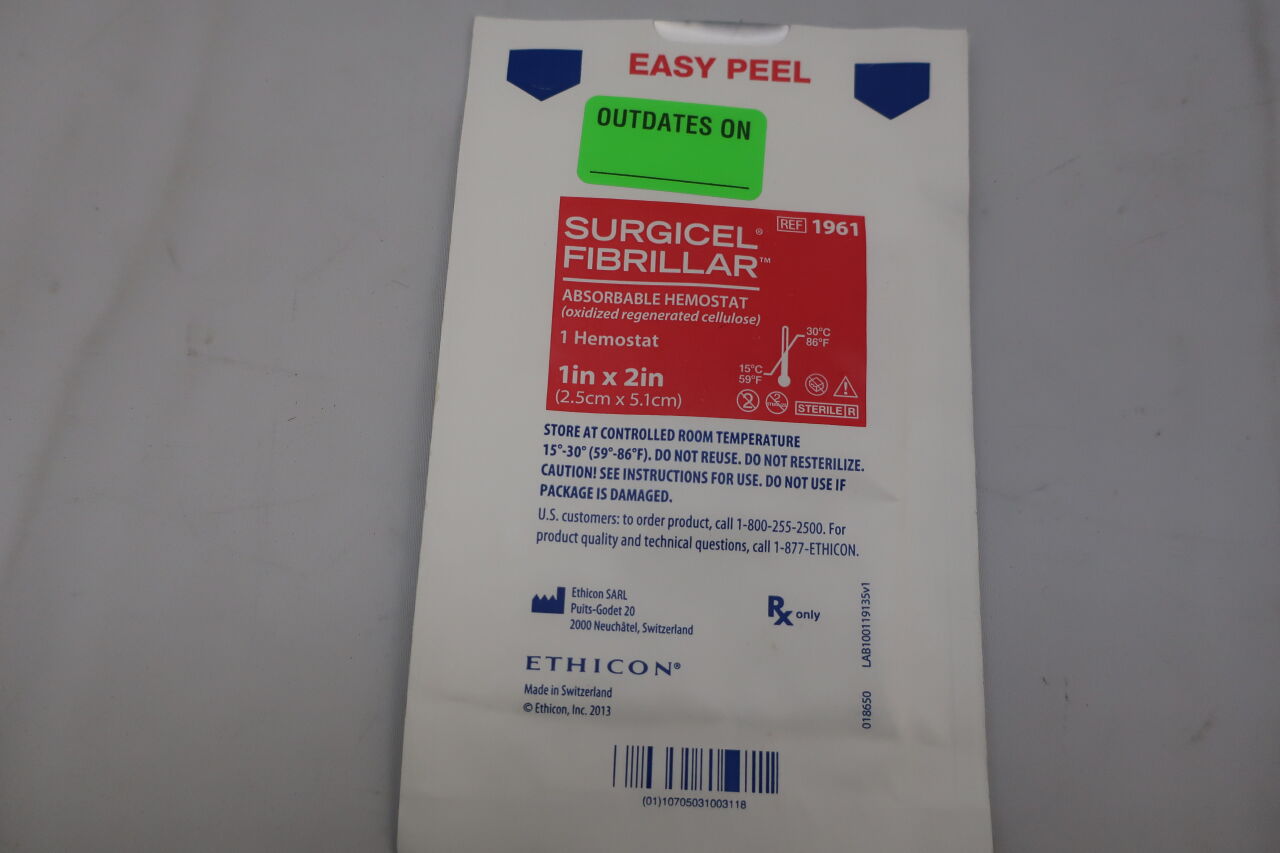 EASY PEEL
OUTDATES ON
SURGICEL®
FIBRILLAR™
REF 1961
ABSORBABLE HEMOSTAT
(oxidized regenerated cellulose)
1 Hemostat
30°C
86°F
15°C
59°F
1in x 2in
(2.5cm x 5.1cm)
2
STERILE R
STORE AT CONTROLLED ROOM TEMPERATURE
15°-30° (59°-86°F). DO NOT REUSE. DO NOT RESTERILIZE.
CAUTION! SEE INSTRUCTIONS FOR USE. DO NOT USE IF
PACKAGE IS DAMAGED.
U.S. customers: to order product, call 1-800-255-2500. For
product quality and technical questions, call 1-877-ETHICON.
Ethicon SARL
Puits-Godet 20
2000 Neuchâtel, Switzerland
Rx only
LAB100119135v1
018650
ETHICON®
Made in Switzerland
© Ethicon, Inc. 2013
(01)10705031003118